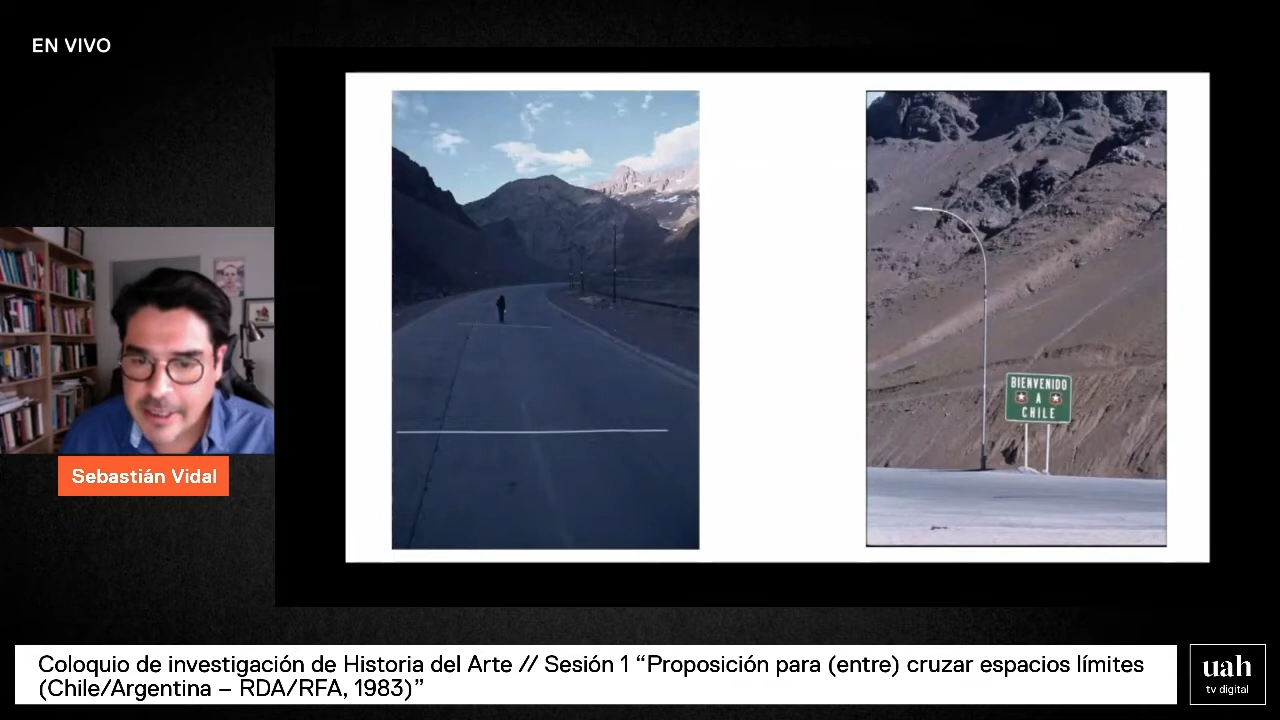 EN VIVO
BIENVENIDO
A
CHILE
Sebastián Vidal
Coloquio de investigación de Historia del Arte // Sesión 1 “Proposición para (entre) cruzar espacios límites
(Chile/Argentina – RDA/RFA, 1983)”
uah
tv digital